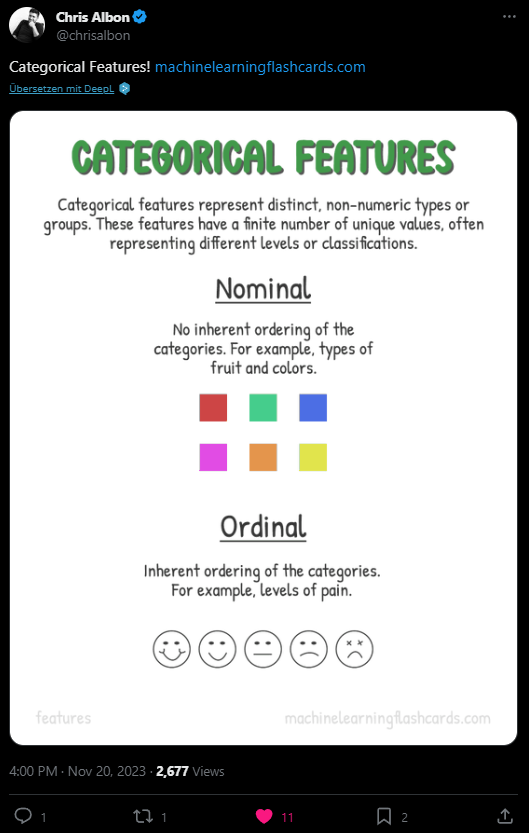 Chris Albon
@chrisalbon
Categorical Features! machinelearningflashcards.com
Übersetzen mit DeepL
CATEGORICAL FEATURES
Categorical features represent distinct, non-numeric types or
groups. These features have a finite number of unique values, often
representing different levels or classifications.
Nominal
No inherent ordering of the
categories. For example, types of
fruit and colors.
Ordinal
Inherent ordering of the categories.
For example, levels of pain.
features machinelearningflashcards.com
4:00 PM · Nov 20, 2023 · 2,677 Views
1 1 11 2